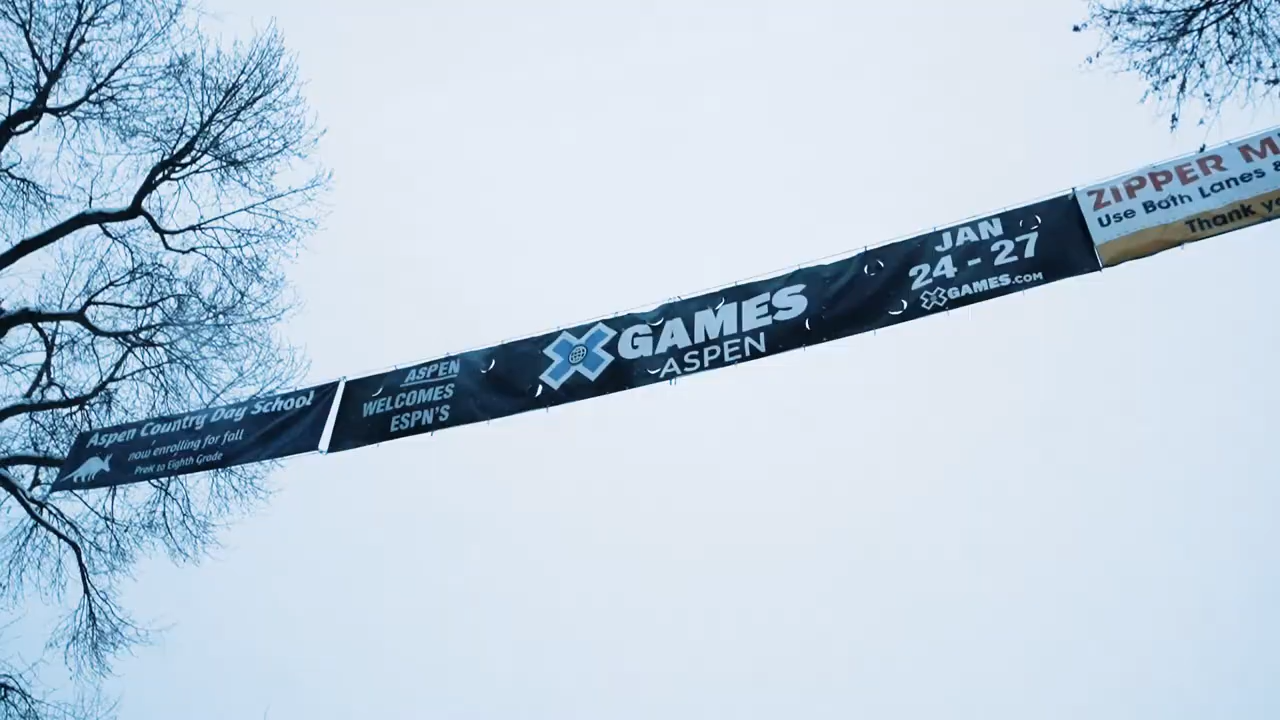 Aspen Country Day School
now enrolling for fall
PreK to Eighth Grade
ASPEN
WELCOMES
ESPN'S
X GAMES
ASPEN
JAN
24 - 27
XGAMES.COM
ZIPPER
Use Both Lanes &
Thank